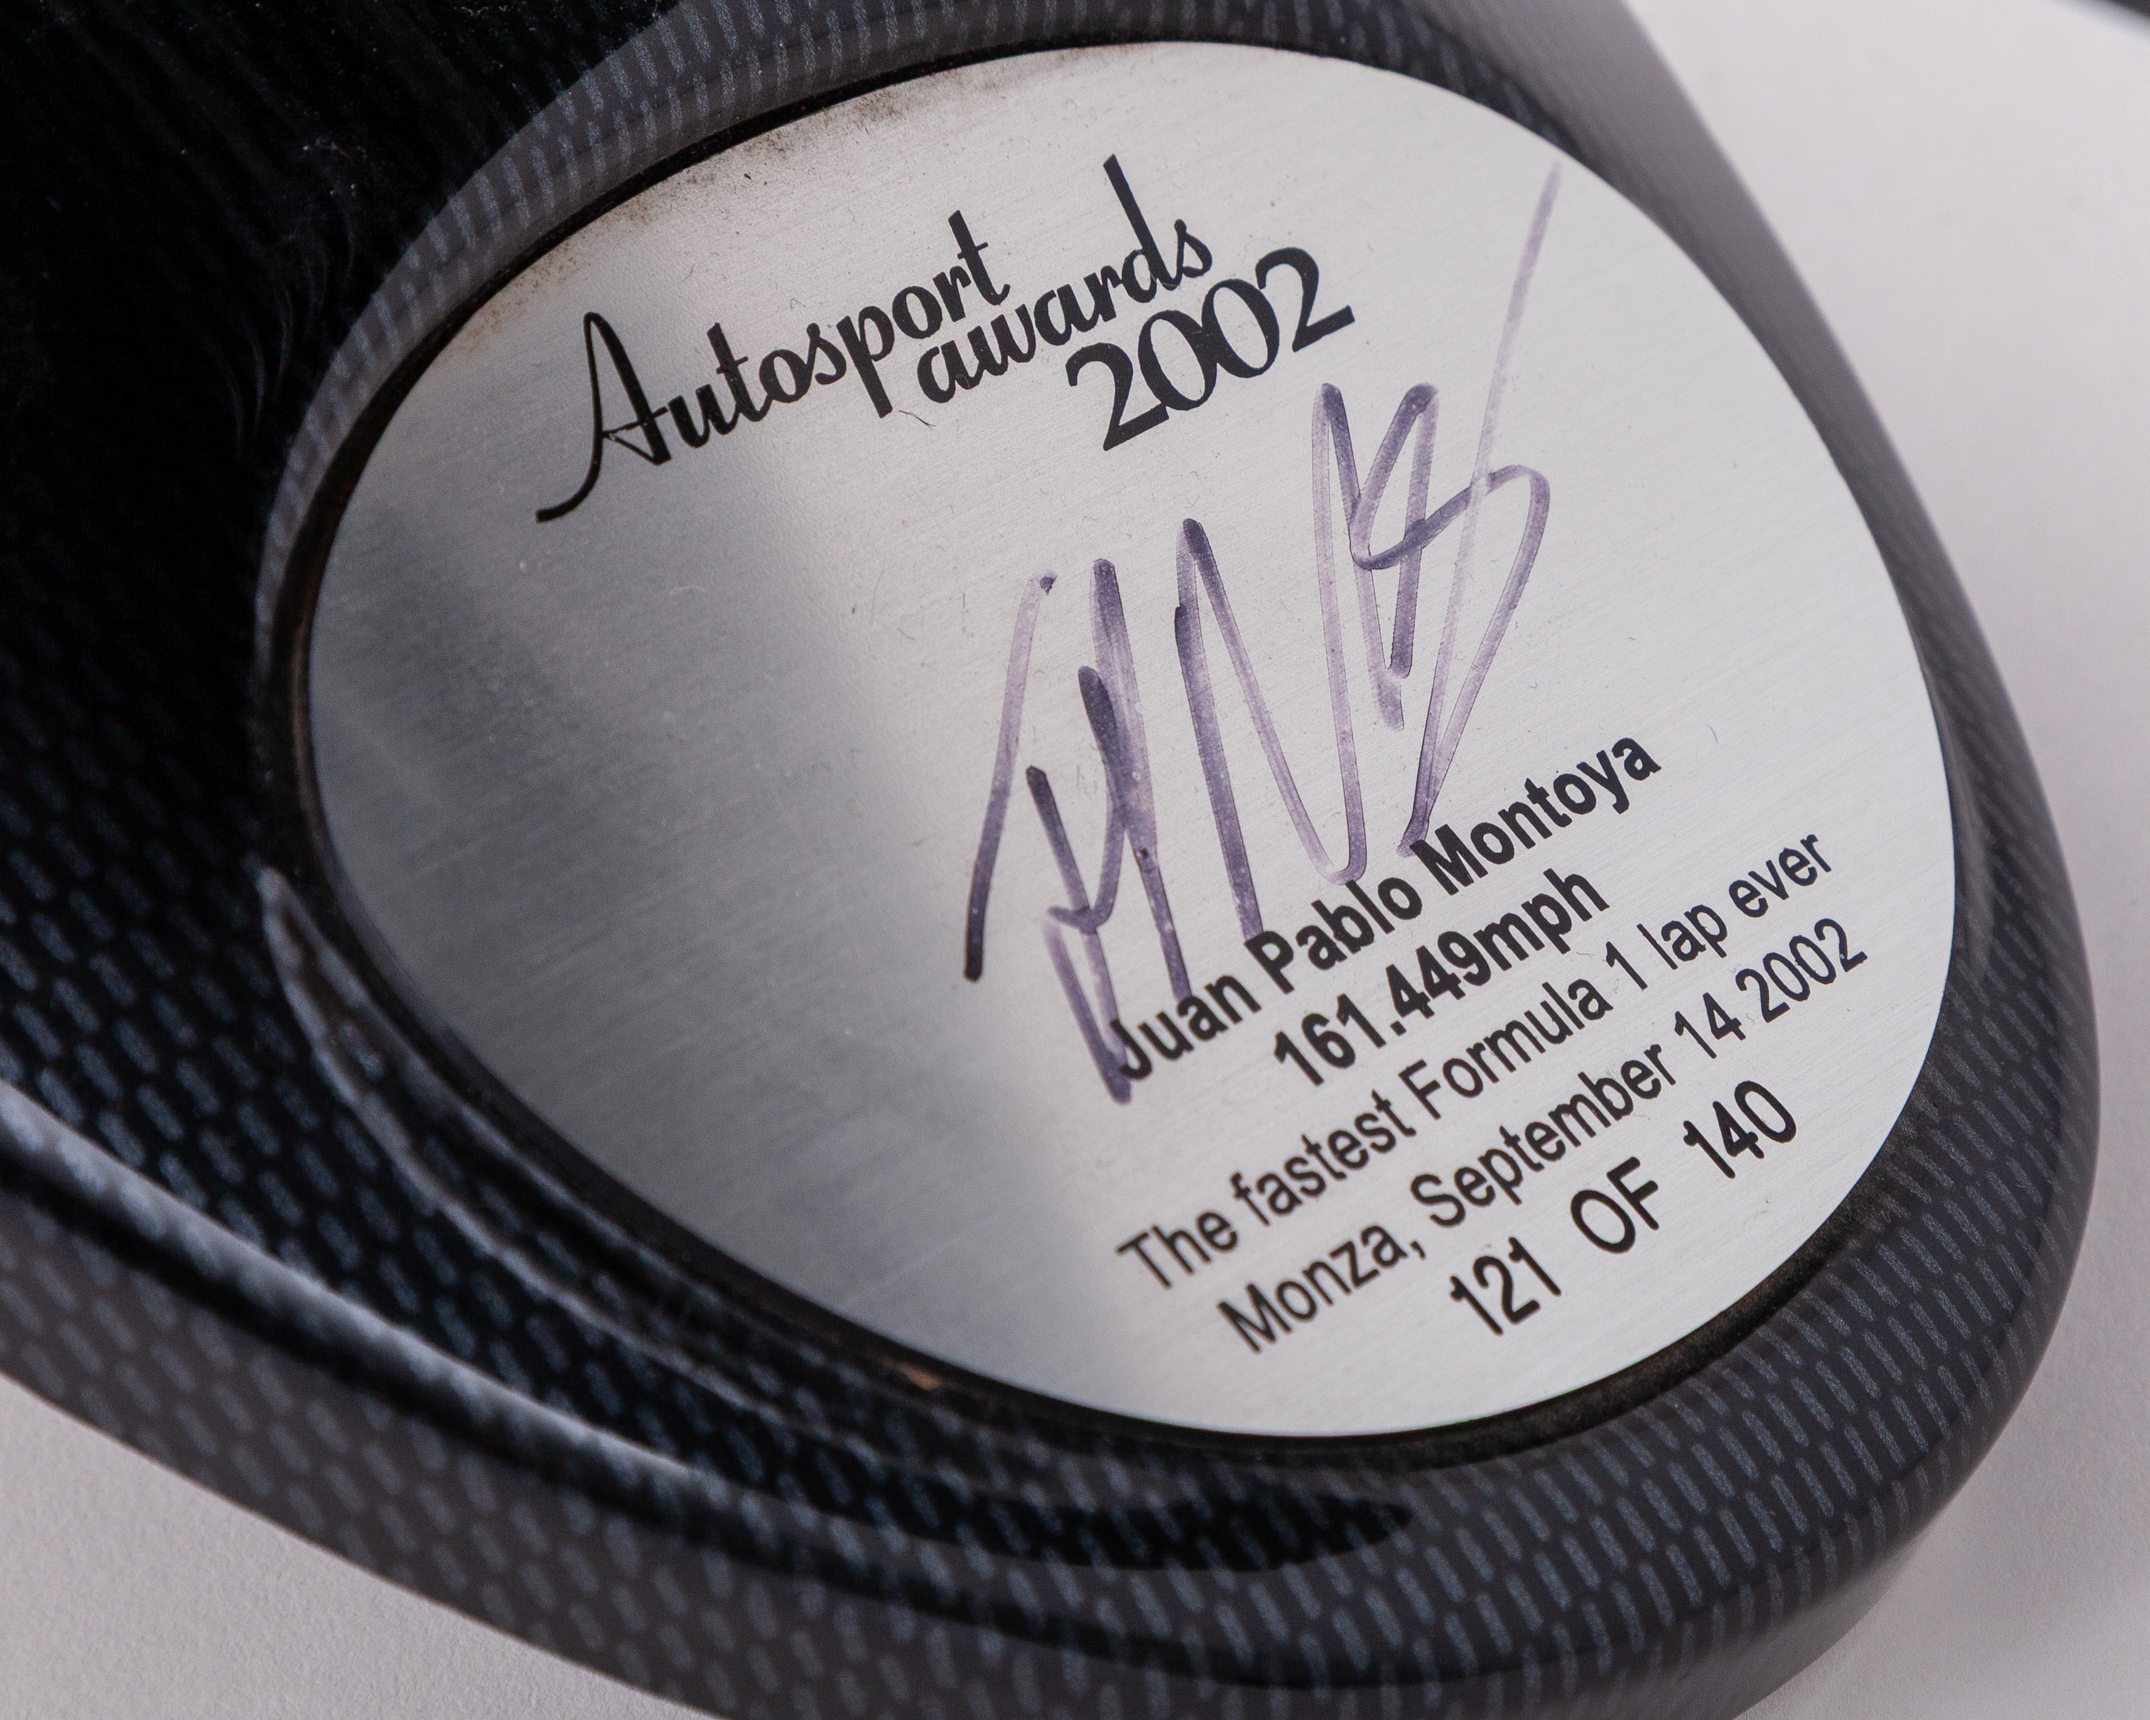 Autosport
awards
2002
Juan Pablo Montoya
161.449mph
The fastest Formula 1 lap ever
Monza, September 14 2002
121 OF 140